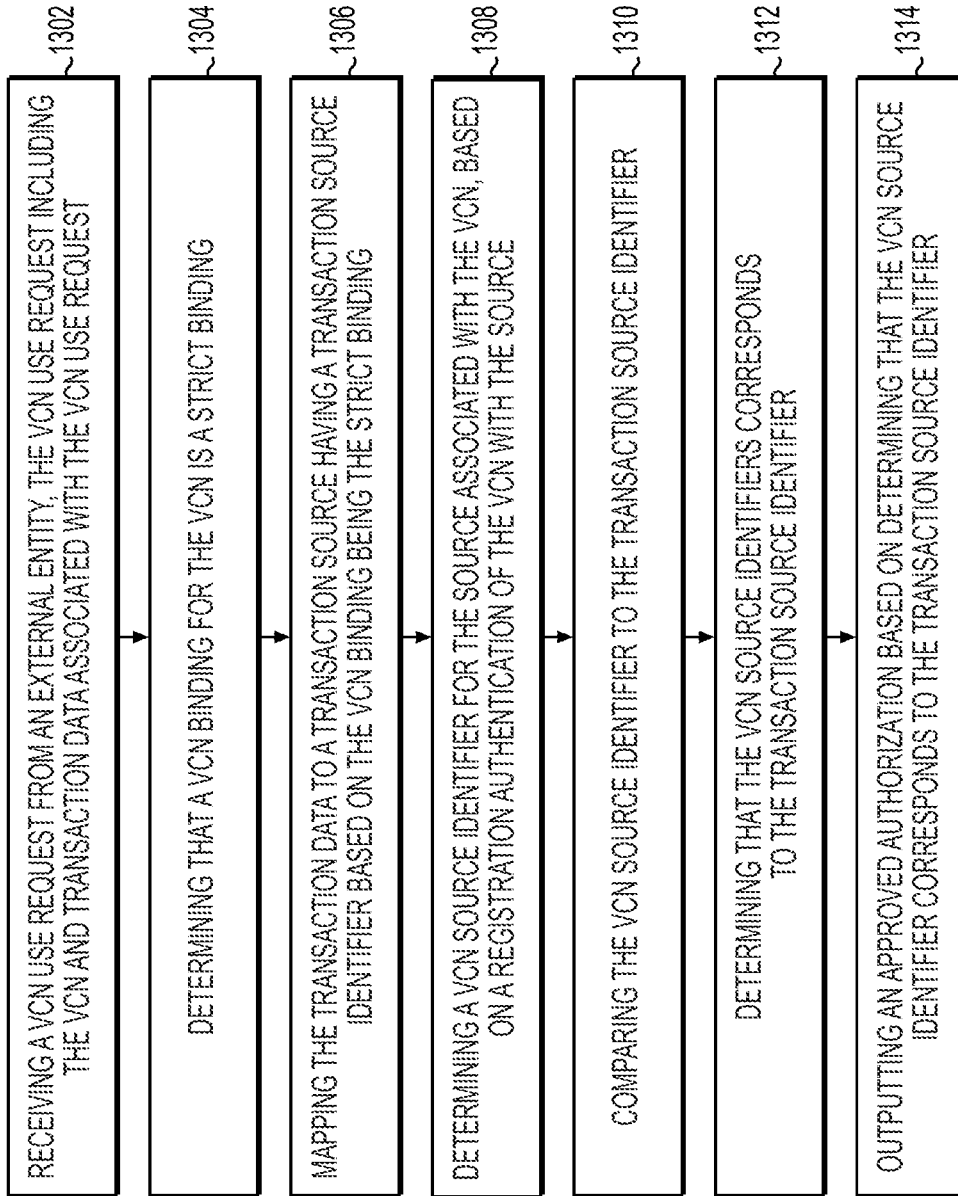 RECEIVING A VCN USE REQUEST FROM AN EXTERNAL ENTITY, THE VCN USE REQUEST INCLUDING
THE VCN AND TRANSACTION DATA ASSOCIATED WITH THE VCN USE REQUEST
1302
DETERMINING THAT A VCN BINDING FOR THE VCN IS A STRICT BINDING
1304
MAPPING THE TRANSACTION DATA TO A TRANSACTION SOURCE HAVING A TRANSACTION SOURCE
IDENTIFIER BASED ON THE VCN BINDING BEING THE STRICT BINDING
1306
DETERMINING A VCN SOURCE IDENTIFIER FOR THE SOURCE ASSOCIATED WITH THE VCN, BASED
ON A REGISTRATION AUTHENTICATION OF THE VCN WITH THE SOURCE
1308
COMPARING THE VCN SOURCE IDENTIFIER TO THE TRANSACTION SOURCE IDENTIFIER
1310
DETERMINING THAT THE VCN SOURCE IDENTIFIERS CORRESPONDS
TO THE TRANSACTION SOURCE IDENTIFIER
1312
OUTPUTTING AN APPROVED AUTHORIZATION BASED ON DETERMINING THAT THE VCN SOURCE
IDENTIFIER CORRESPONDS TO THE TRANSACTION SOURCE IDENTIFIER
1314